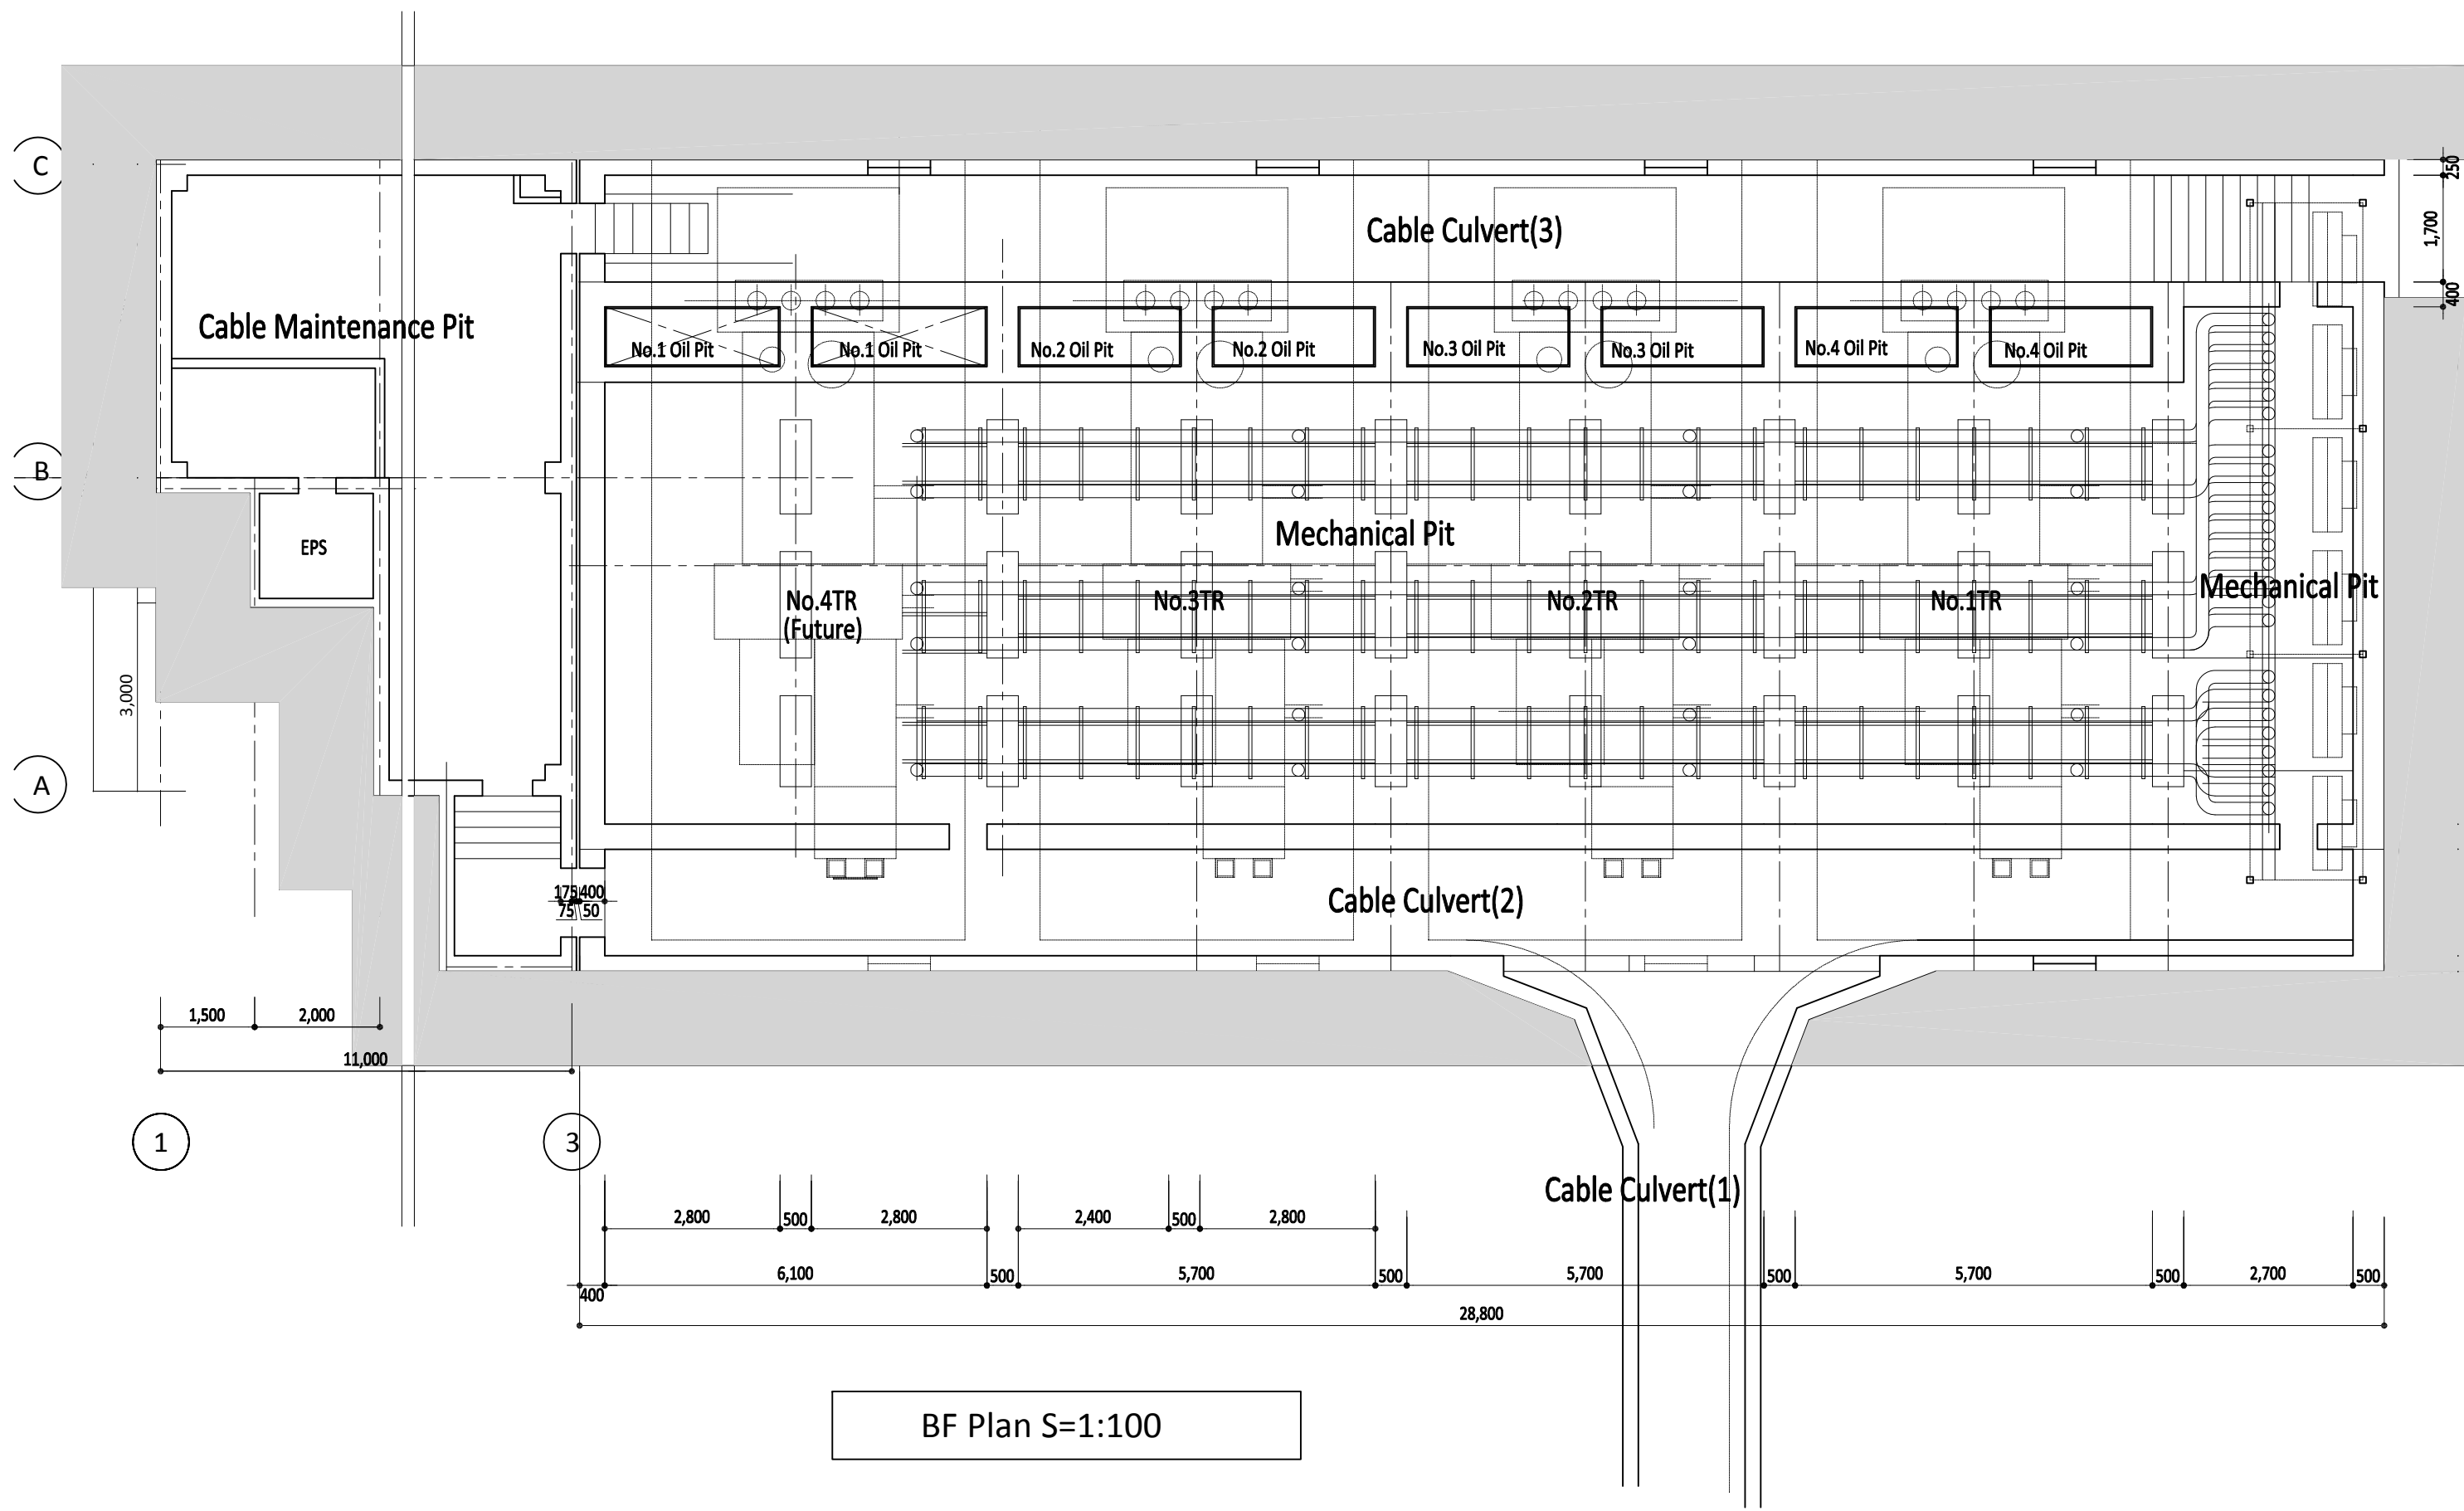 C
250
1,700
Cable Culvert(3)
400
Cable Maintenance Pit
No.1 Oil Pit
No.1 Oil Pit
No.2 Oil Pit
No.2 Oil Pit
No.3 Oil Pit
No.3 Oil Pit
No.4 Oil Pit
No.4 Oil Pit
B
EPS
Mechanical Pit
Mechanical Pit
No.4TR
(Future)
No.3TR
No.2TR
No.1TR
3,000
A
175
400
75
50
Cable Culvert(2)
1,500
2,000
11,000
1
3
Cable Culvert(1)
2,800
500
2,800
2,400
500
2,800
6,100
500
5,700
500
5,700
500
5,700
500
2,700
500
400
28,800
BF Plan S=1:100